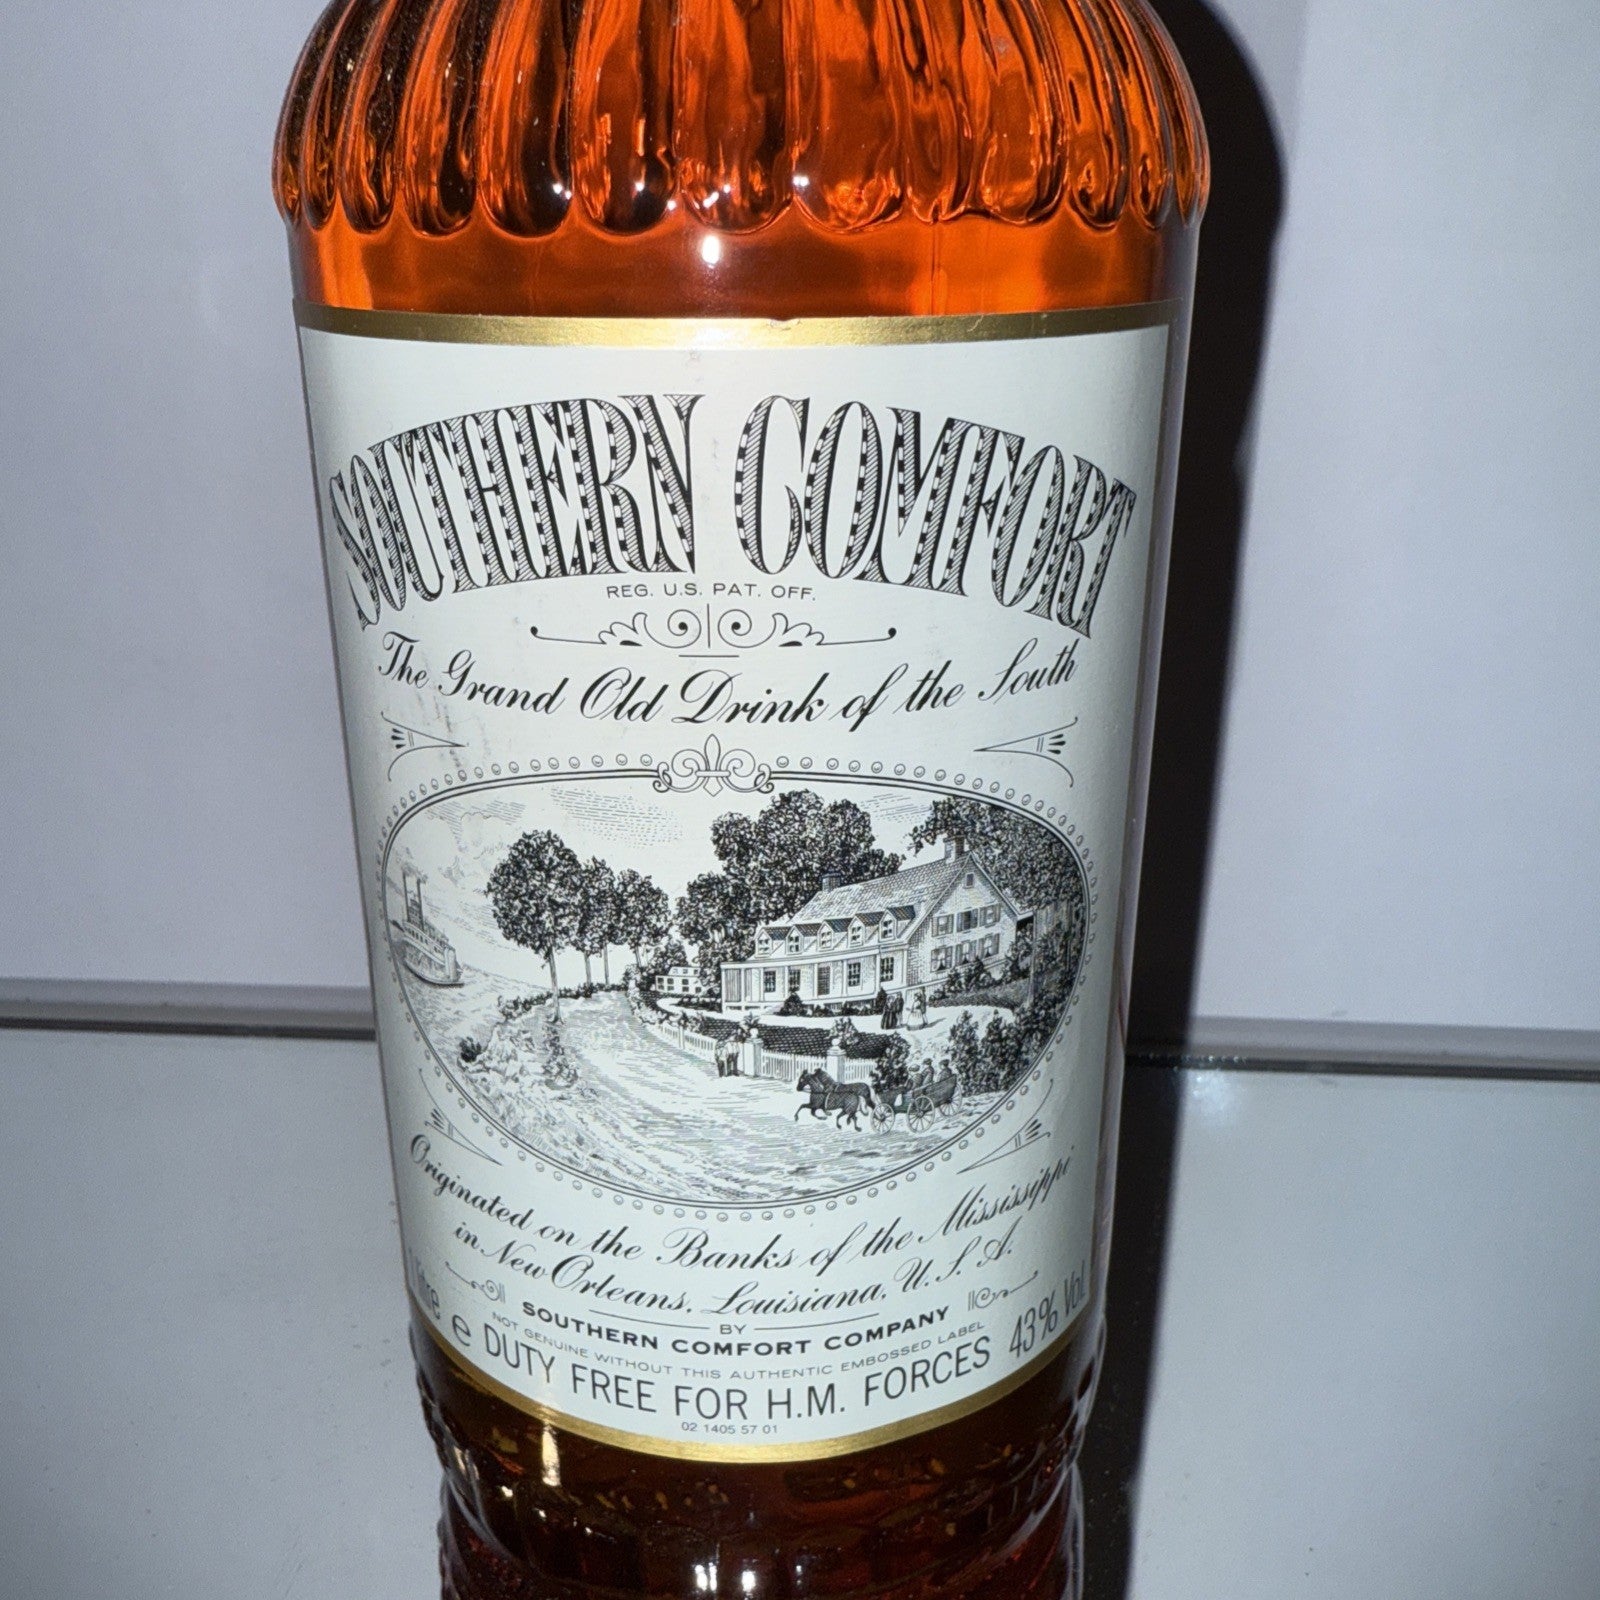 SOUTHERN COMFORT
REG. U.S. PAT. OFF.
The Grand Old Drink of the South
Originated on the Banks of the Mississippi
in New Orleans, Louisiana, U.S.A.
BY
SOUTHERN COMFORT COMPANY
NOT GENUINE WITHOUT THIS AUTHENTIC EMBOSSED LABEL
1 litre e DUTY FREE FOR H.M. FORCES 43% Vol.
02 1405 57 01